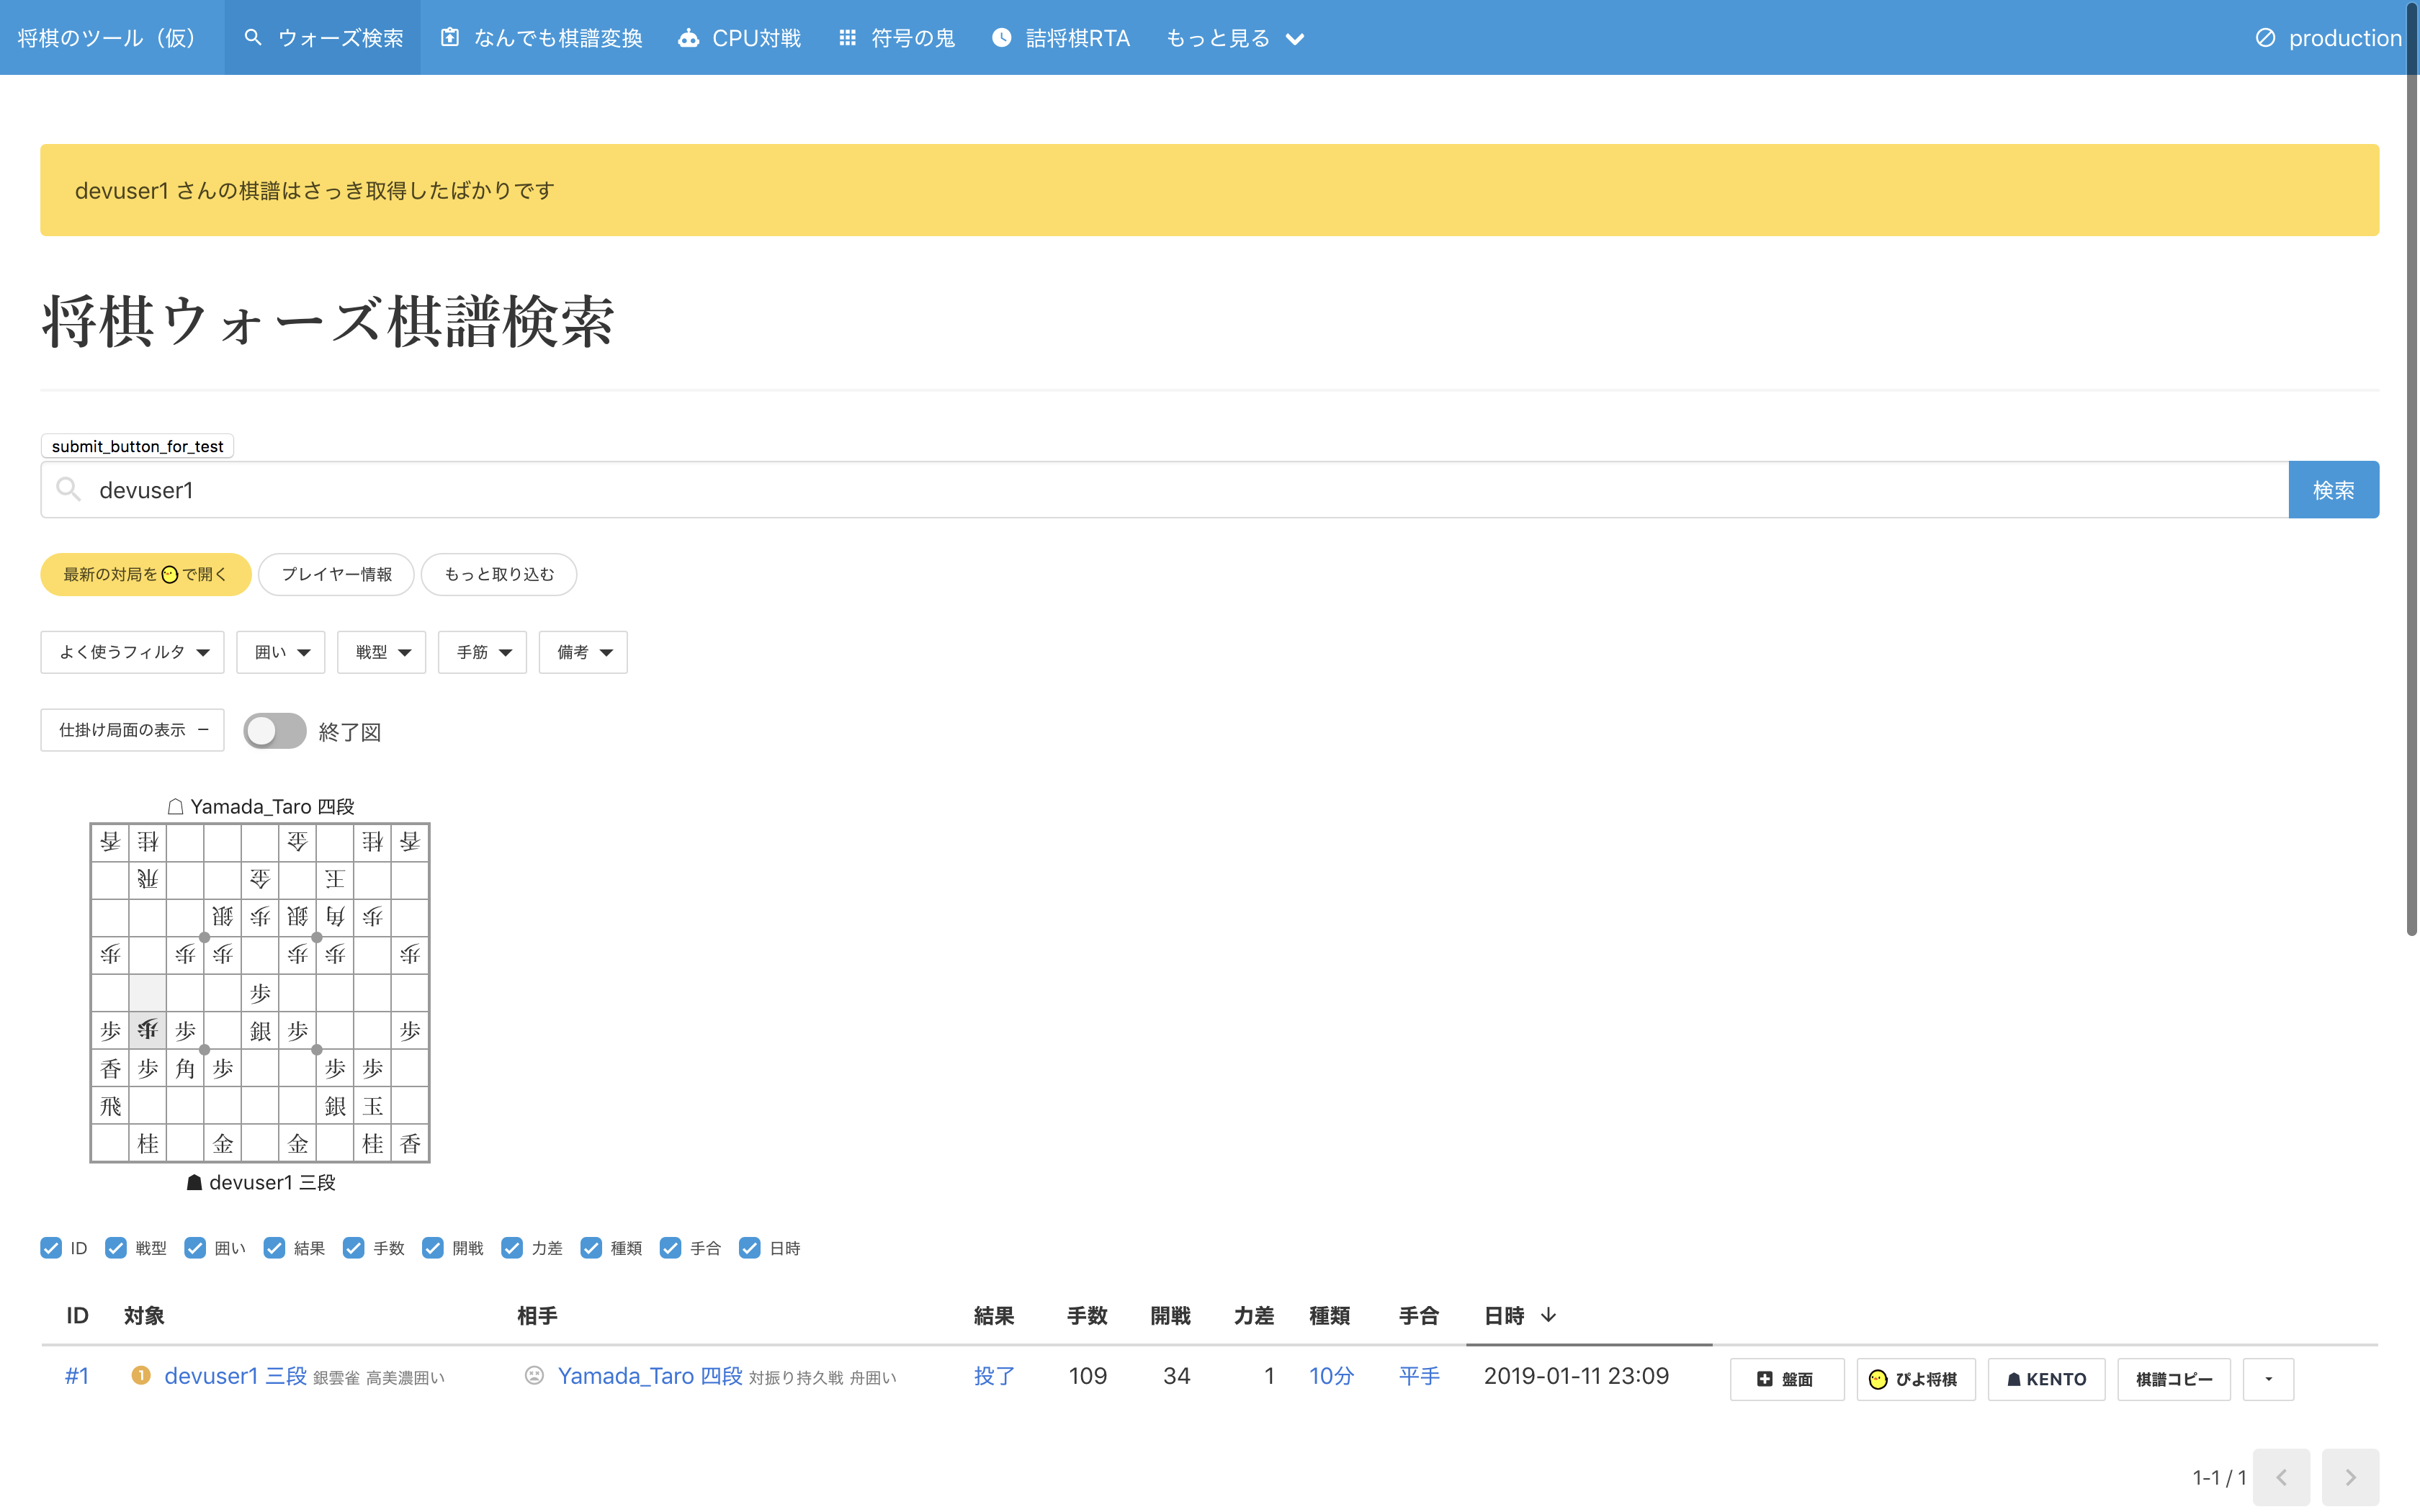 将棋のツール（仮） ウォーズ検索 なんでも棋譜変換 CPU対戦 符号の鬼 詰将棋RTA もっと見る production
devuser1 さんの棋譜はさっき取得したばかりです
将棋ウォーズ棋譜検索
submit_button_for_test
devuser1 検索
最新の対局をで開く プレイヤー情報 もっと取り込む
よく使うフィルタ 囲い 戦型 手筋 備考
仕掛け局面の表示 終了図
☖ Yamada_Taro 四段
香 桂 金 桂 香
飛 金 玉
銀 歩 銀 角 歩
歩 歩 歩 歩 歩 歩
歩
歩 歩 歩 銀 歩 歩
香 歩 角 歩 歩 歩
飛 銀 玉
桂 金 金 桂 香
☗ devuser1 三段
ID 戦型 囲い 結果 手数 開戦 力差 種類 手合 日時
ID 対象 相手 結果 手数 開戦 力差 種類 手合 日時
#1 1 devuser1 三段 銀雲雀 高美濃囲い Yamada_Taro 四段 対振り持久戦 舟囲い 投了 109 34 1 10分 平手 2019-01-11 23:09 盤面 ぴよ将棋 ☗KENTO 棋譜コピー
1-1 / 1